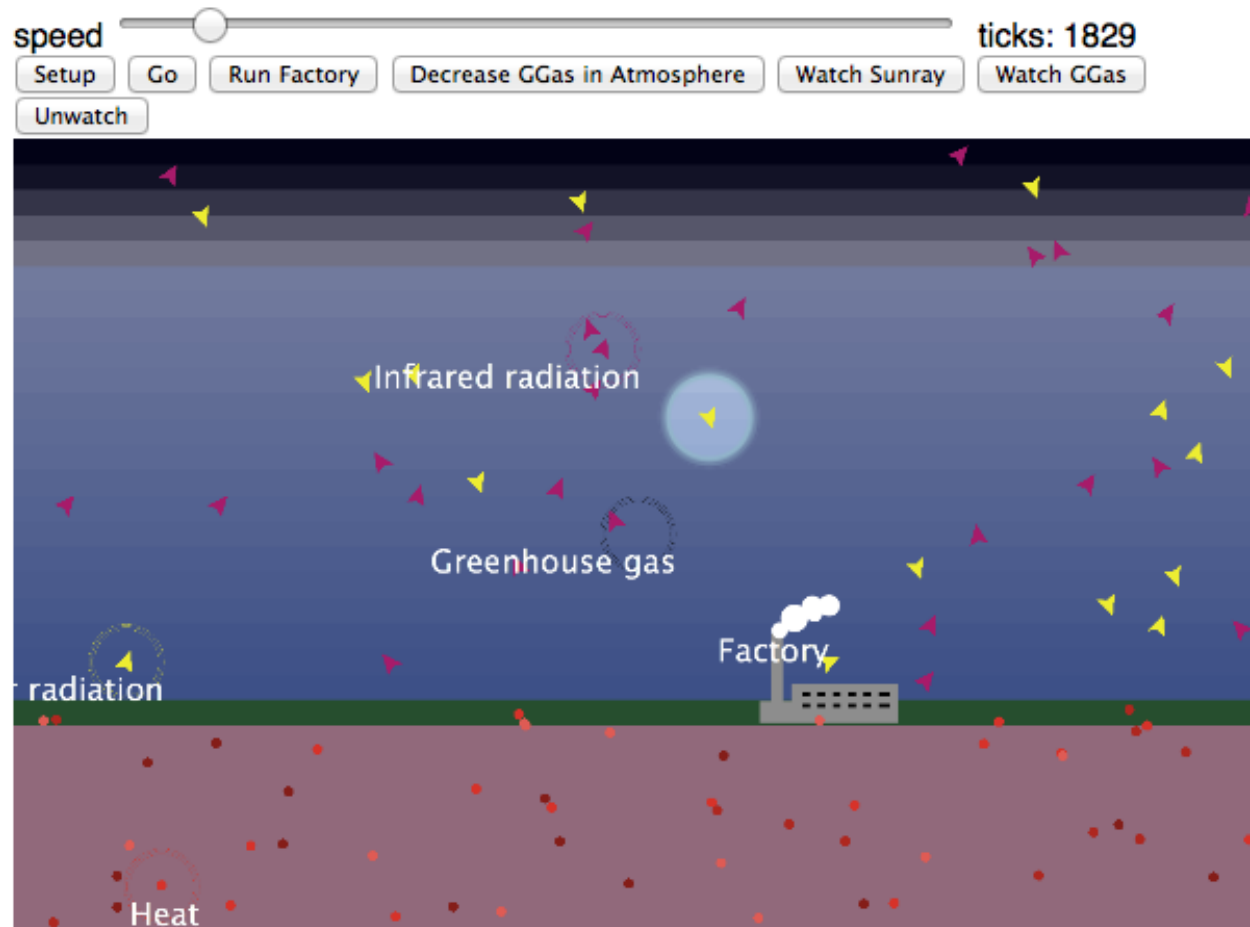 speed ticks: 1829
Setup Go Run Factory Decrease GGas in Atmosphere Watch Sunray Watch GGas
Unwatch
Infrared radiation
Greenhouse gas
Factory
r radiation
Heat